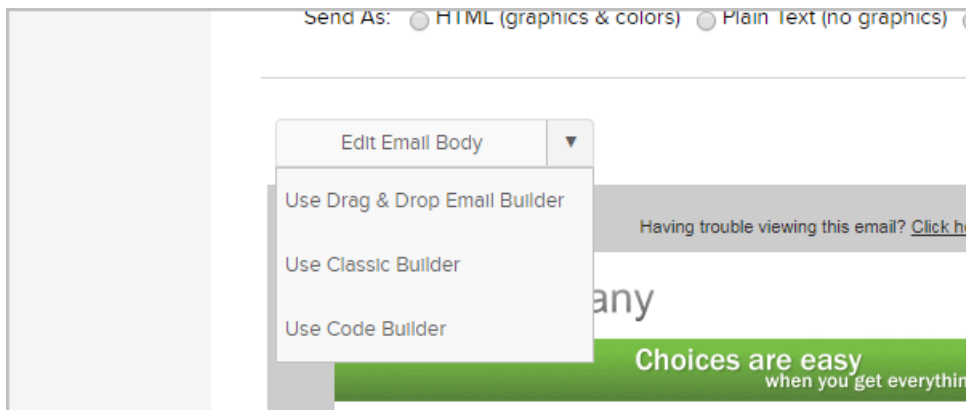 Send As: HTML (graphics & colors) Plain Text (no graphics)
Edit Email Body ▼
Use Drag & Drop Email Builder
Having trouble viewing this email? Click h
Use Classic Builder
any
Use Code Builder
Choices are easy
when you get everythin